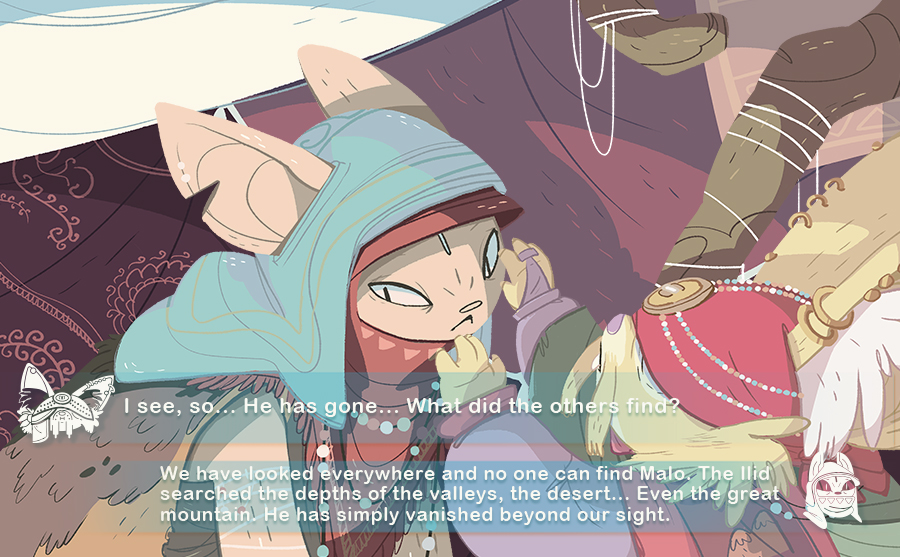 I see, so... He has gone... What did the others find?
We have looked everywhere and no one can find Malo. The Ilid
searched the depths of the valleys, the desert... Even the great
mountain. He has simply vanished beyond our sight.